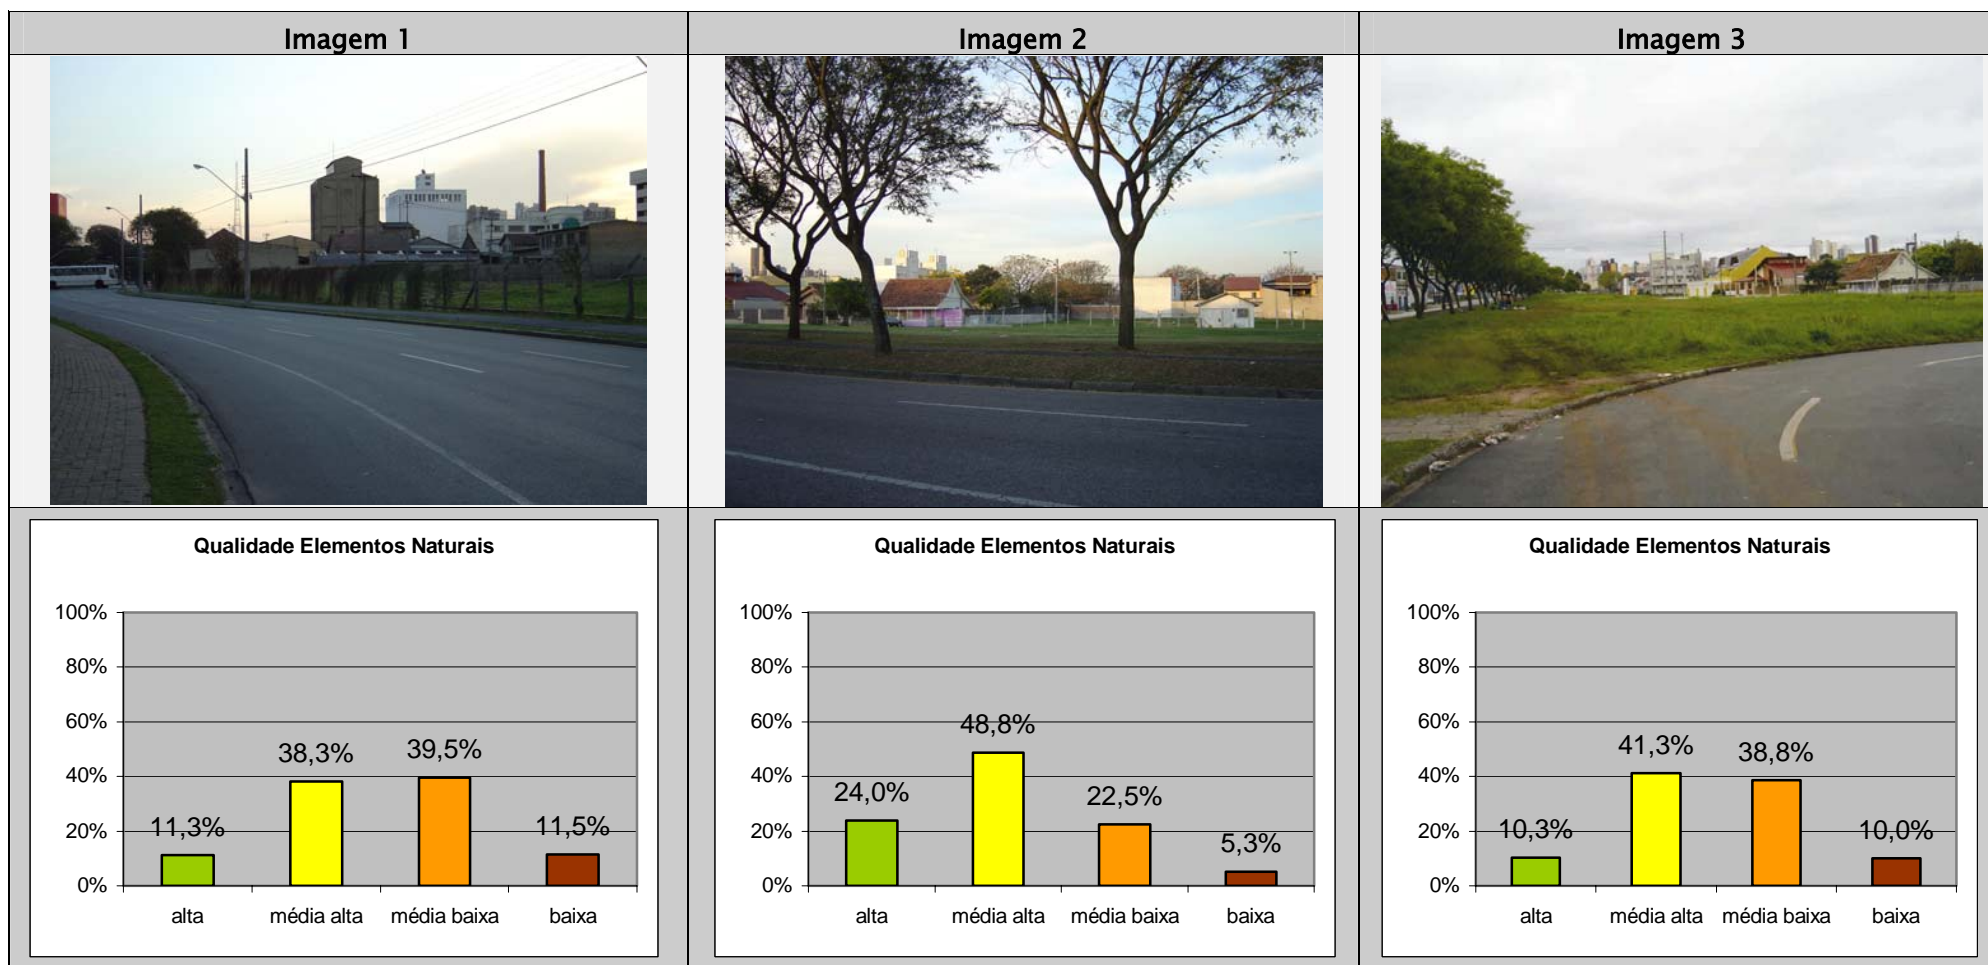 Imagem 1
Imagem 2
Imagem 3
Qualidade Elementos Naturais
100%
80%
60%
40%
20%
0%
11,3%
38,3%
39,5%
11,5%
alta
média alta
média baixa
baixa
Qualidade Elementos Naturais
100%
80%
60%
40%
20%
0%
24,0%
48,8%
22,5%
5,3%
alta
média alta
média baixa
baixa
Qualidade Elementos Naturais
100%
80%
60%
40%
20%
0%
10,3%
41,3%
38,8%
10,0%
alta
média alta
média baixa
baixa